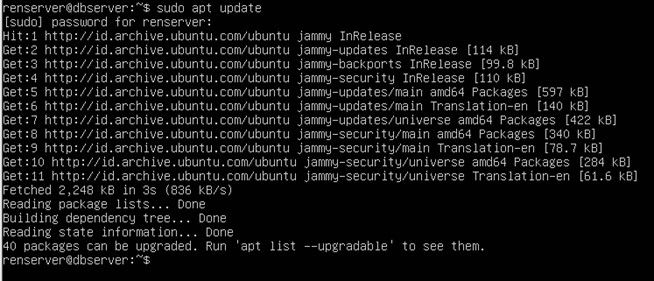 renserver@dbserver:~$ sudo apt update
[sudo] password for renserver:
Hit:1 http://id.archive.ubuntu.com/ubuntu jammy InRelease
Get:2 http://id.archive.ubuntu.com/ubuntu jammy-updates InRelease [114 kB]
Get:3 http://id.archive.ubuntu.com/ubuntu jammy-backports InRelease [99.8 kB]
Get:4 http://id.archive.ubuntu.com/ubuntu jammy-security InRelease [110 kB]
Get:5 http://id.archive.ubuntu.com/ubuntu jammy-updates/main amd64 Packages [597 kB]
Get:6 http://id.archive.ubuntu.com/ubuntu jammy-updates/main Translation-en [140 kB]
Get:7 http://id.archive.ubuntu.com/ubuntu jammy-updates/universe amd64 Packages [422 kB]
Get:8 http://id.archive.ubuntu.com/ubuntu jammy-security/main amd64 Packages [340 kB]
Get:9 http://id.archive.ubuntu.com/ubuntu jammy-security/main Translation-en [78.7 kB]
Get:10 http://id.archive.ubuntu.com/ubuntu jammy-security/universe amd64 Packages [284 kB]
Get:11 http://id.archive.ubuntu.com/ubuntu jammy-security/universe Translation-en [61.6 kB]
Fetched 2,248 kB in 3s (836 kB/s)
Reading package lists... Done
Building dependency tree... Done
Reading state information... Done
40 packages can be upgraded. Run 'apt list --upgradable' to see them.
renserver@dbserver:~$